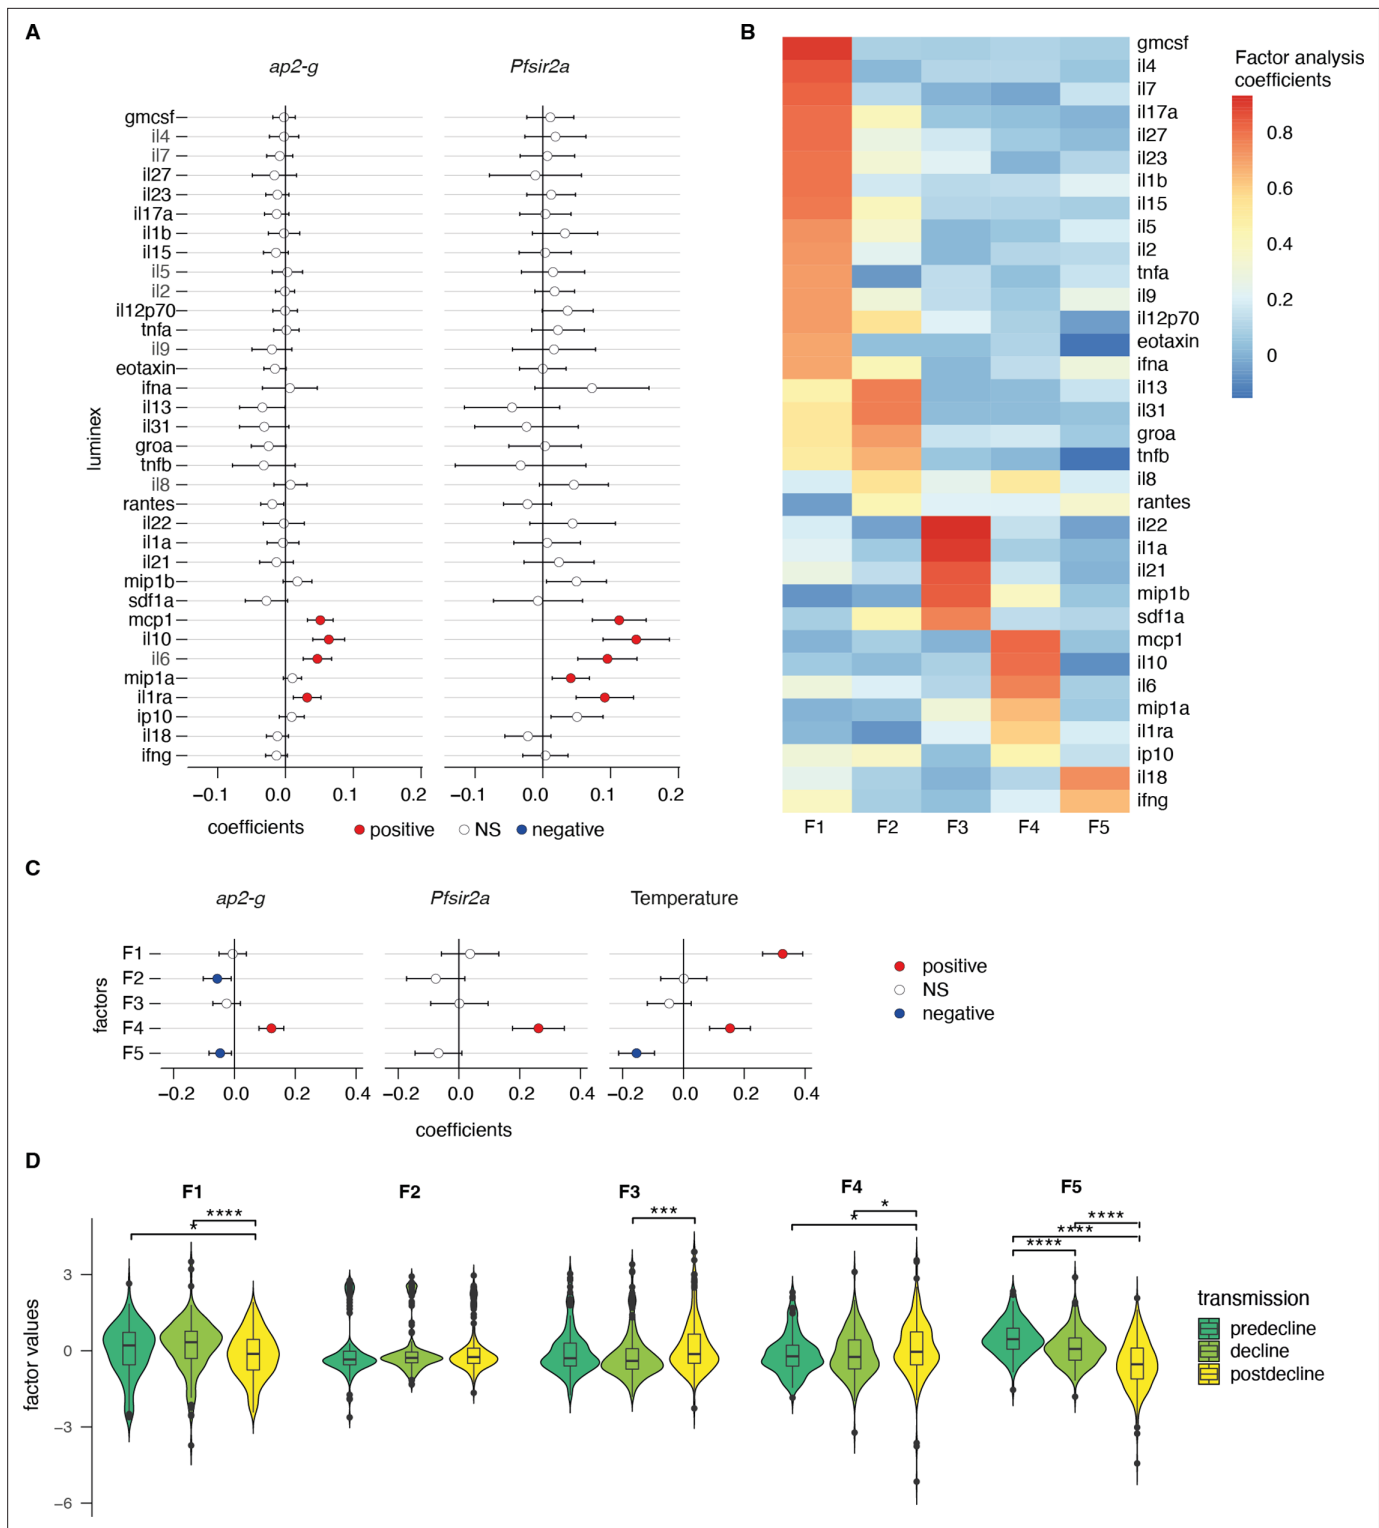 A
ap2-g
Pfsir2a
luminex
gmcsf
il4
il7
il27
il23
il17a
il1b
il15
il5
il2
il12p70
tnfa
il9
eotaxin
ifna
il13
il31
groa
tnfb
il8
rantes
il22
il1a
il21
mip1b
sdf1a
mcp1
il10
il6
mip1a
il1ra
ip10
il18
ifng
−0.1 0.0 0.1 0.2
−0.1 0.0 0.1 0.2
coefficients
positive NS negative
B
gmcsf
il4
il7
il17a
il27
il23
il1b
il15
il5
il2
tnfa
il9
il12p70
eotaxin
ifna
il13
il31
groa
tnfb
il8
rantes
il22
il1a
il21
mip1b
sdf1a
mcp1
il10
il6
mip1a
il1ra
ip10
il18
ifng
F1 F2 F3 F4 F5
Factor analysis
coefficients
0.8
0.6
0.4
0.2
0
C
ap2-g
Pfsir2a
Temperature
factors
F1
F2
F3
F4
F5
−0.2 0.0 0.2 0.4
−0.2 0.0 0.2 0.4
−0.2 0.0 0.2 0.4
coefficients
positive
NS
negative
D
F1
F2
F3
F4
F5
****
*
***
*
*
****
****
****
factor values
3
0
−3
−6
transmission
predecline
decline
postdecline